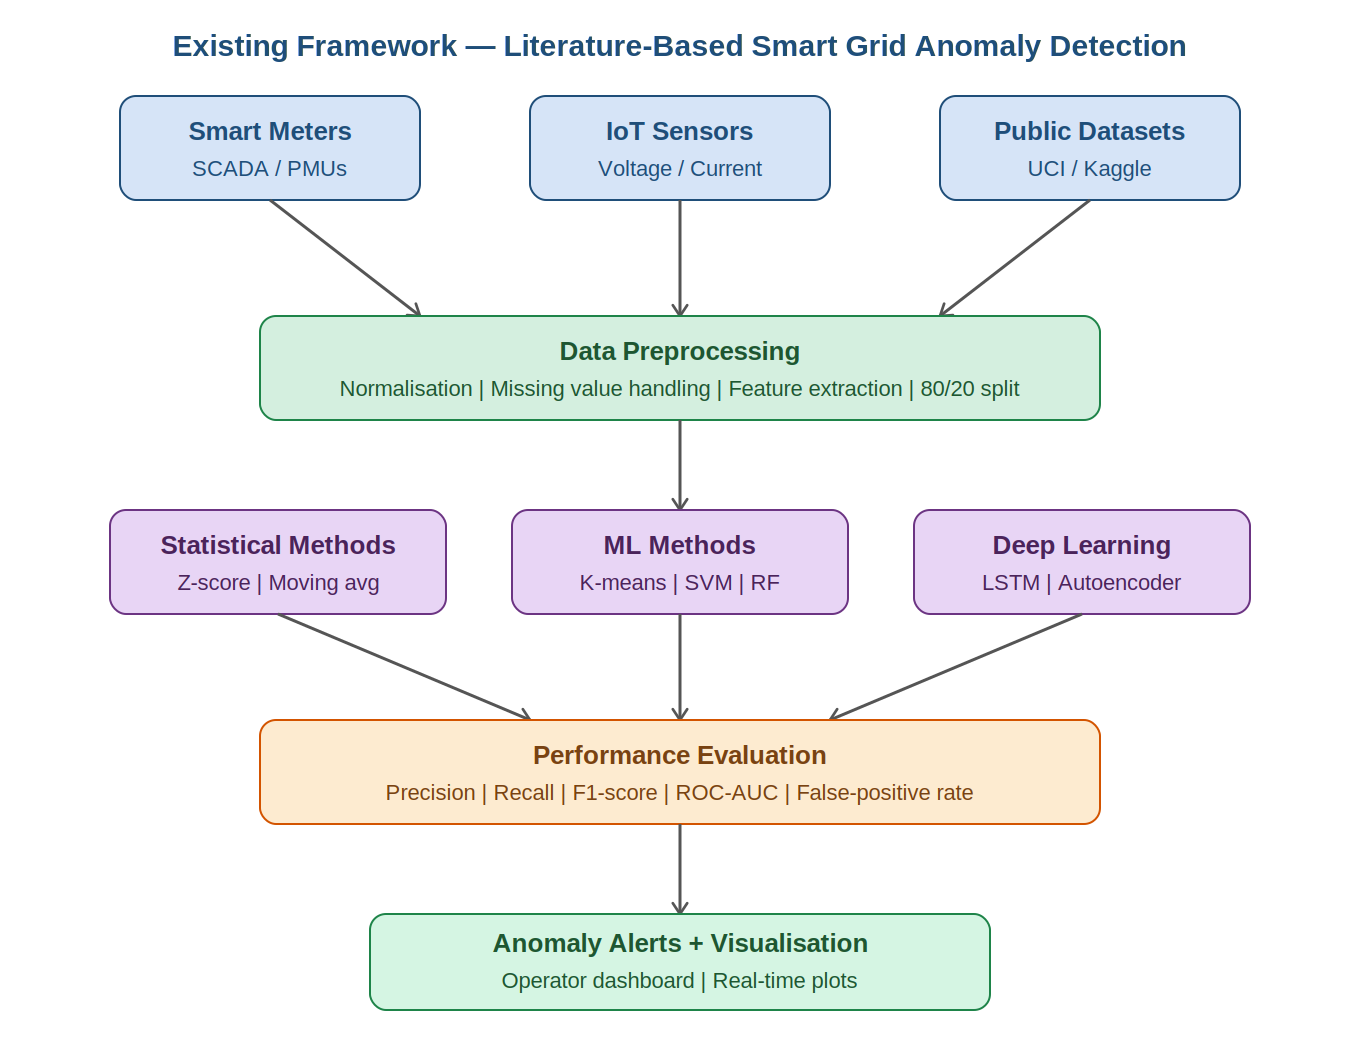 Existing Framework — Literature-Based Smart Grid Anomaly Detection
Smart Meters
SCADA / PMUs
IoT Sensors
Voltage / Current
Public Datasets
UCI / Kaggle
Data Preprocessing
Normalisation | Missing value handling | Feature extraction | 80/20 split
Statistical Methods
Z-score | Moving avg
ML Methods
K-means | SVM | RF
Deep Learning
LSTM | Autoencoder
Performance Evaluation
Precision | Recall | F1-score | ROC-AUC | False-positive rate
Anomaly Alerts + Visualisation
Operator dashboard | Real-time plots